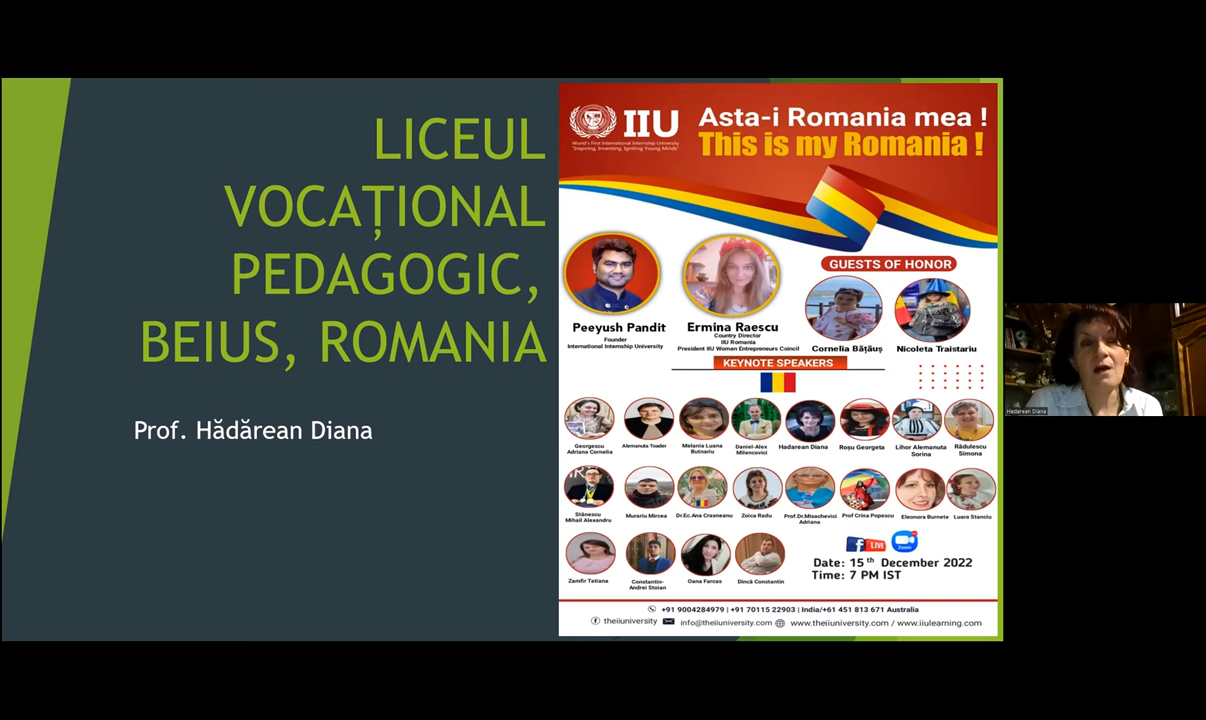 LICEUL
VOCAȚIONAL
PEDAGOGIC,
BEIUS, ROMANIA
Prof. Hădărean Diana
IIU
World's First International Internship University
"Inspiring, Inventing, Igniting Young Minds"
Asta-i Romania mea !
This is my Romania !
Peeyush Pandit
Founder
International Internship University
Ermina Raescu
Country Director
IIU Romania
President IIU Women Entrepreneurs Coincil
GUESTS OF HONOR
Cornelia Bățăuș
Nicoleta Traistariu
KEYNOTE SPEAKERS
Georgescu
Adriana Cornelia
Alemenuta Toader
Melania Luana
Butnariu
Daniel-Alex
Milencovici
Hadarean Diana
Roșu Georgeta
Lihor Alemanuta
Sorina
Rădulescu
Simona
Stănescu
Mihail Alexandru
Murariu Mircea
Dr.Ec.Ana Crasneanu
Zoica Radu
Prof.Dr.Misachevici
Adriana
Prof Crina Popescu
Eleonora Burnete
Luara Stanciu
Zamfir Tatiana
Constantin-
Andrei Stoian
Oana Farcas
Dincă Constantin
f LIVE
Zoom
Date: 15th December 2022
Time: 7 PM IST
+91 9004284979 | +91 70115 22903 | India/+61 451 813 671 Australia
theiiuniversity info@theiiuniversity.com www.theiiuniversity.com / www.iiulearning.com
Hadarean Diana